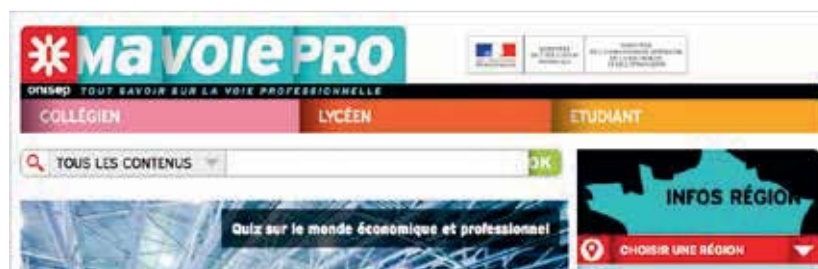 Ma voie PRO
onisep TOUT SAVOIR SUR LA VOIE PROFESSIONNELLE
COLLÉGIEN LYCÉEN ETUDIANT
TOUS LES CONTENUS OK
INFOS RÉGION
Quiz sur le monde économique et professionnel
CHOISIR UNE RÉGION